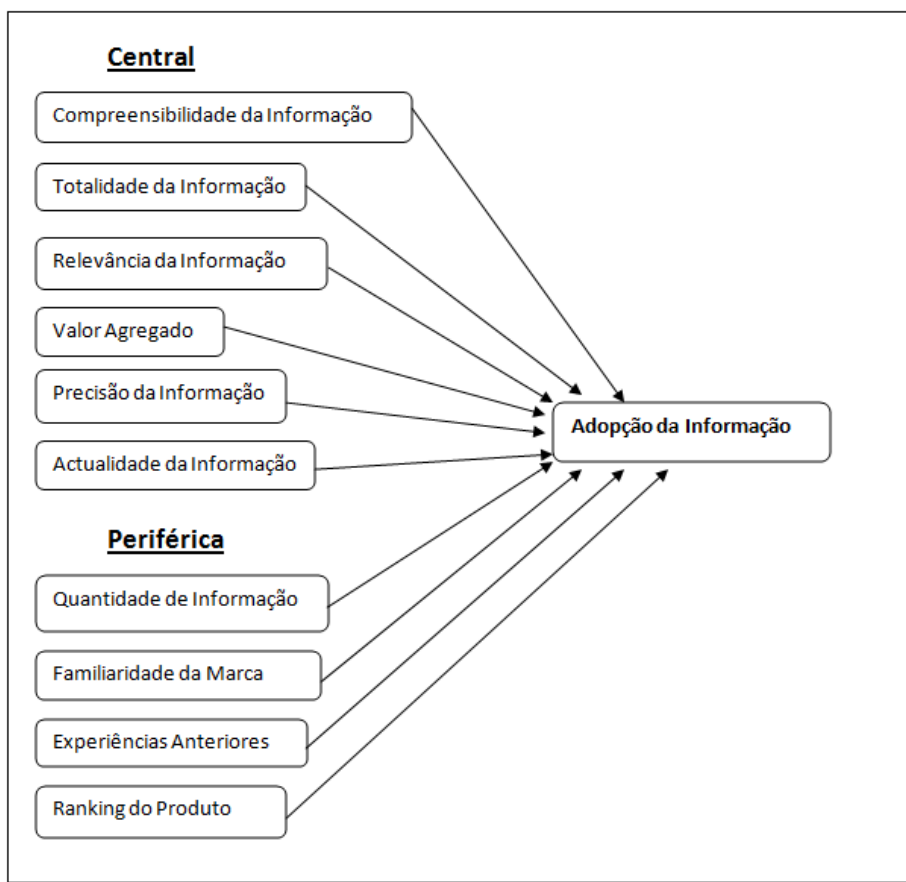 Central
Compreensibilidade da Informação
Totalidade da Informação
Relevância da Informação
Valor Agregado
Precisão da Informação
Actualidade da Informação
Adopção da Informação
Periférica
Quantidade de Informação
Familiaridade da Marca
Experiências Anteriores
Ranking do Produto